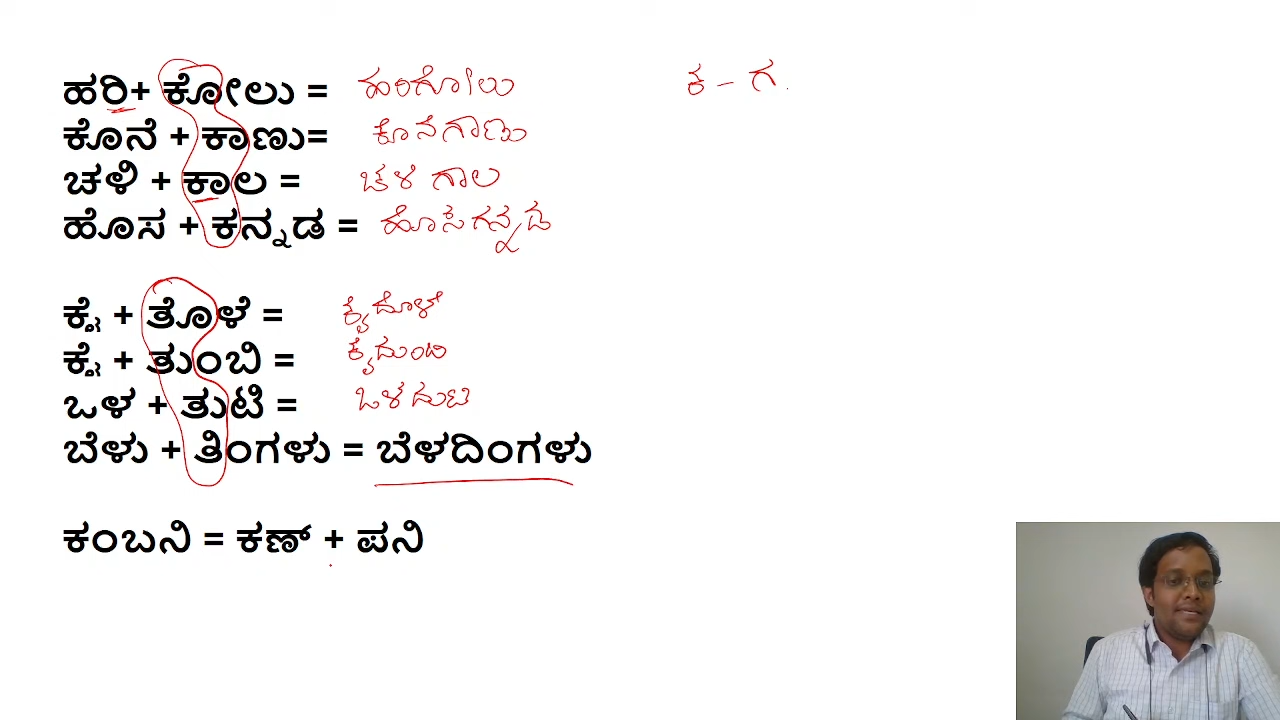 ಹರಿ+ ಕೋಲು = ಹರಿಗೋಲು ಕ - ಗ
ಕೊನೆ + ಕಾಣು= ಕೊನೆಗಾಣು
ಚಳಿ + ಕಾಲ = ಚಳಿ ಗಾಲ
ಹೊಸ + ಕನ್ನಡ = ಹೊಸಗನ್ನಡ
ಕೈ + ತೊಳೆ = ಕೈದೊಳೆ
ಕೈ + ತುಂಬಿ = ಕೈದುಂಬಿ
ಒಳ + ತುಟಿ = ಒಳದುಟಿ
ಬೆಳು + ತಿಂಗಳು = ಬೆಳದಿಂಗಳು
ಕಂಬನಿ = ಕಣ್ + ಪನಿ